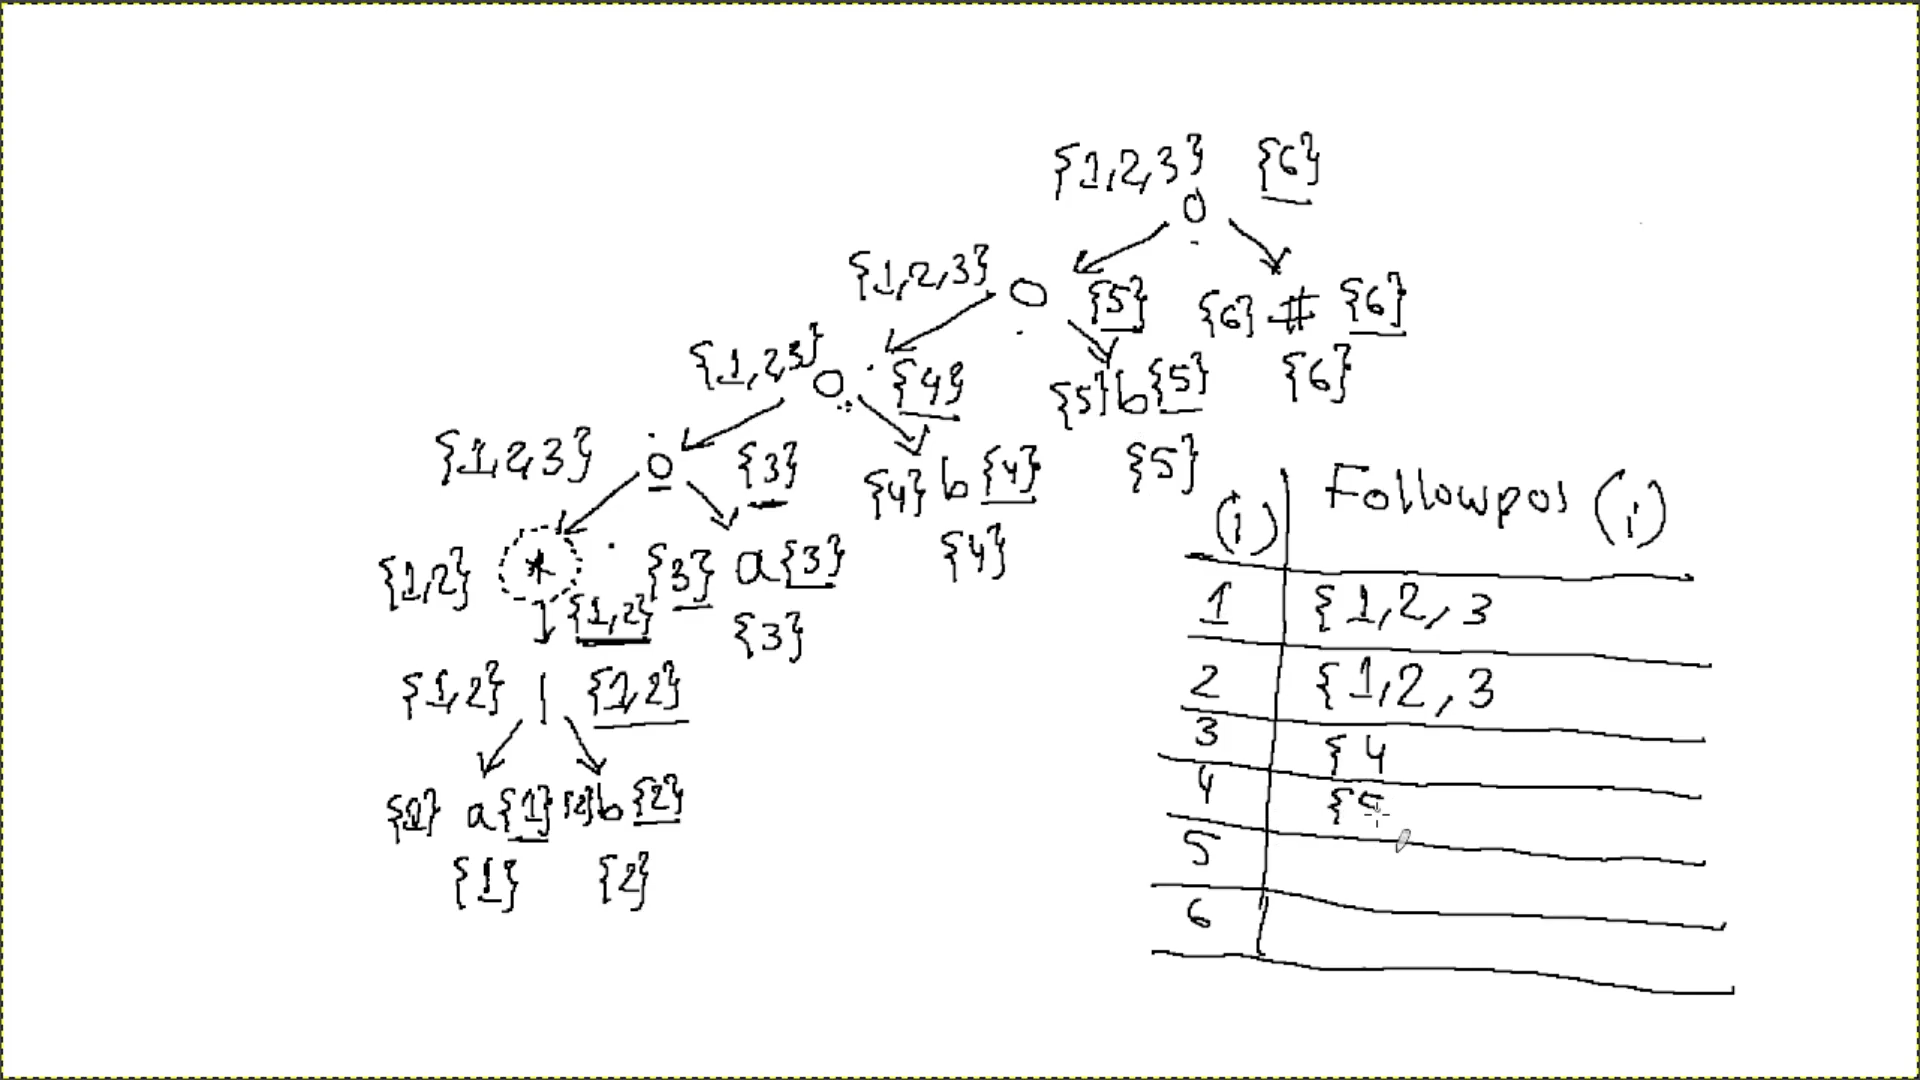 {1,2,3} {6}
o
{1,2,3} o {5} {6} # {6}
{6}
{1,2,3} o {4} {5} b {5}
{5}
{1,2,3} o {3} {4} b {4}
{4}
{1,2} * {1,2} {3} a {3}
{3}
{1,2} | {1,2}
{1} a {1} {2} b {2}
{1} {2}
(i) Followpos (i)
1 {1,2,3
2 {1,2,3
3 {4
4 {5
5
6